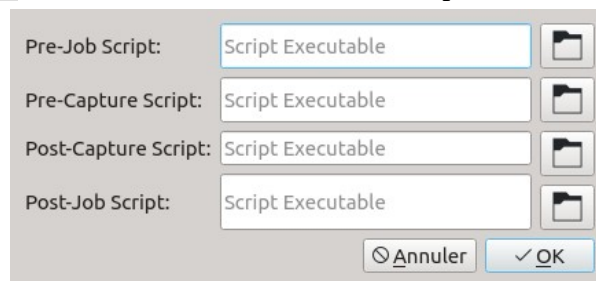 Pre-Job Script: Script Executable
Pre-Capture Script: Script Executable
Post-Capture Script: Script Executable
Post-Job Script: Script Executable
Annuler OK